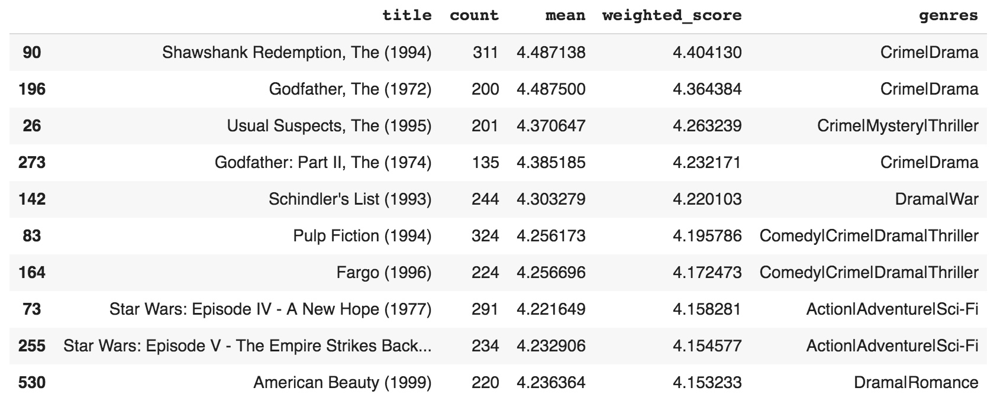 title count mean weighted_score genres
90 Shawshank Redemption, The (1994) 311 4.487138 4.404130 Crime|Drama
196 Godfather, The (1972) 200 4.487500 4.364384 Crime|Drama
26 Usual Suspects, The (1995) 201 4.370647 4.263239 Crime|Mystery|Thriller
273 Godfather: Part II, The (1974) 135 4.385185 4.232171 Crime|Drama
142 Schindler's List (1993) 244 4.303279 4.220103 Drama|War
83 Pulp Fiction (1994) 324 4.256173 4.195786 Comedy|Crime|Drama|Thriller
164 Fargo (1996) 224 4.256696 4.172473 Comedy|Crime|Drama|Thriller
73 Star Wars: Episode IV - A New Hope (1977) 291 4.221649 4.158281 Action|Adventure|Sci-Fi
255 Star Wars: Episode V - The Empire Strikes Back... 234 4.232906 4.154577 Action|Adventure|Sci-Fi
530 American Beauty (1999) 220 4.236364 4.153233 Drama|Romance